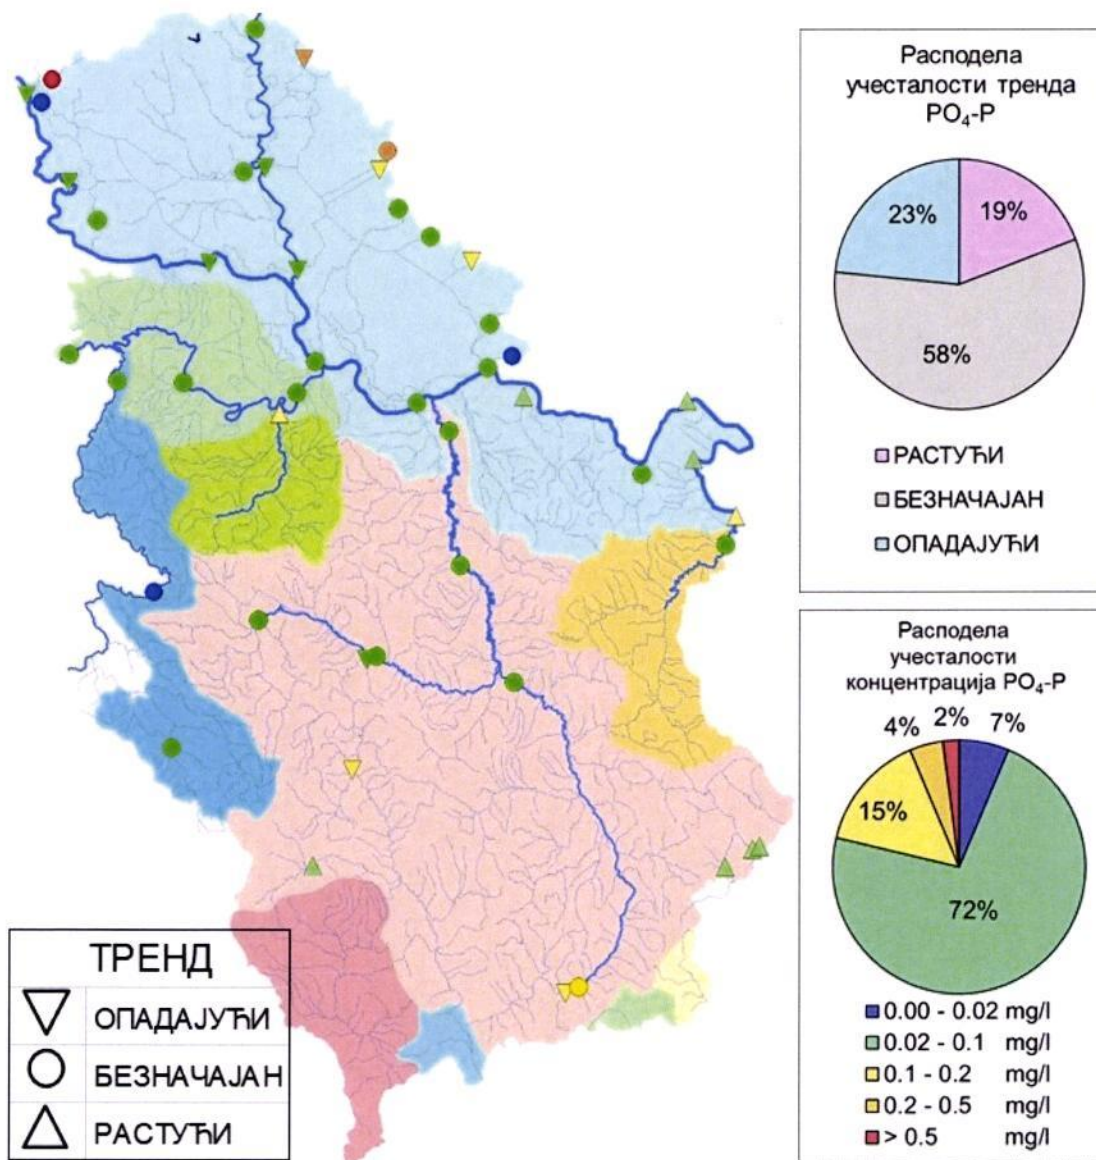 Расподела
учесталости тренда
PO₄-P
23%
19%
58%
РАСТУЋИ
БЕЗНАЧАЈАН
ОПАДАЈУЋИ
Расподела
учесталости
концентрација PO₄-P
4%
2%
7%
15%
72%
0.00 - 0.02 mg/l
0.02 - 0.1 mg/l
0.1 - 0.2 mg/l
0.2 - 0.5 mg/l
> 0.5 mg/l
ТРЕНД
ОПАДАЈУЋИ
БЕЗНАЧАЈАН
РАСТУЋИ